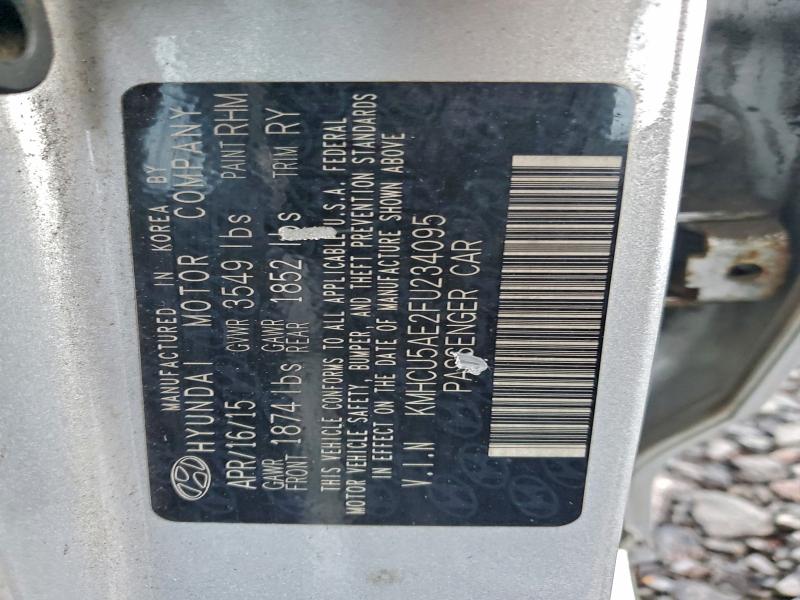 MANUFACTURED IN KOREA BY
HYUNDAI MOTOR COMPANY
APR/16/15 GVWR 3549 lbs PAINT RHM
GAWR FRONT 1874 lbs GAWR REAR 1852 lbs TRIM RY
THIS VEHICLE CONFORMS TO ALL APPLICABLE U.S.A. FEDERAL
MOTOR VEHICLE SAFETY, BUMPER, AND THEFT PREVENTION STANDARDS
IN EFFECT ON THE DATE OF MANUFACTURE SHOWN ABOVE
V.I.N KMHCU5AE2FU234095
PASSENGER CAR